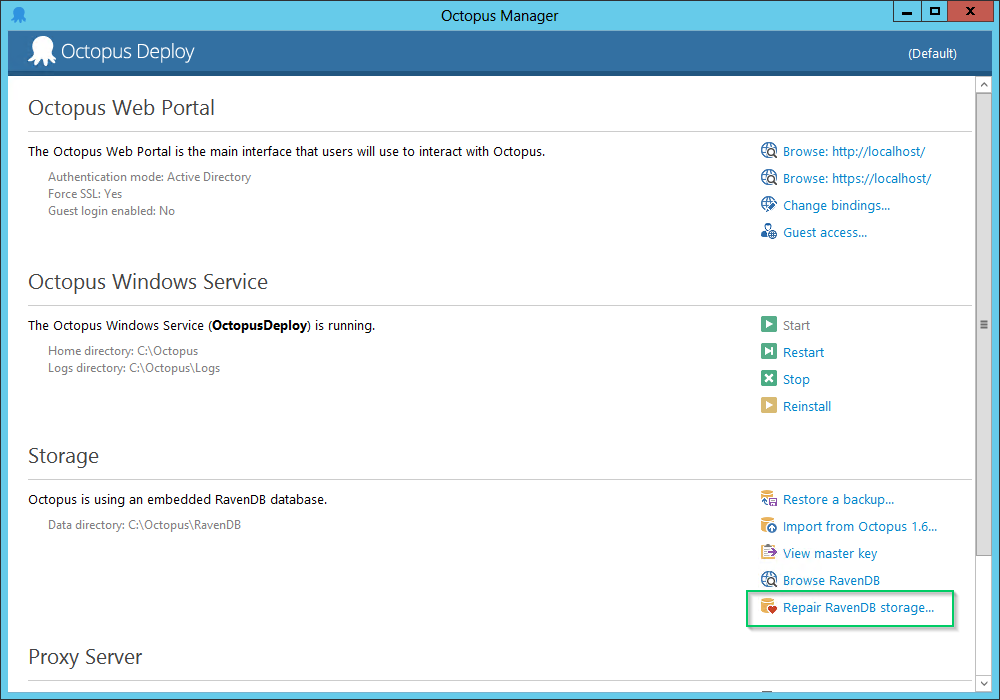 Octopus Manager
Octopus Deploy
(Default)
Octopus Web Portal
The Octopus Web Portal is the main interface that users will use to interact with Octopus.
Authentication mode: Active Directory
Force SSL: Yes
Guest login enabled: No
Browse: http://localhost/
Browse: https://localhost/
Change bindings...
Guest access...
Octopus Windows Service
The Octopus Windows Service (OctopusDeploy) is running.
Home directory: C:\Octopus
Logs directory: C:\Octopus\Logs
Start
Restart
Stop
Reinstall
Storage
Octopus is using an embedded RavenDB database.
Data directory: C:\Octopus\RavenDB
Restore a backup...
Import from Octopus 1.6...
View master key
Browse RavenDB
Repair RavenDB storage...
Proxy Server